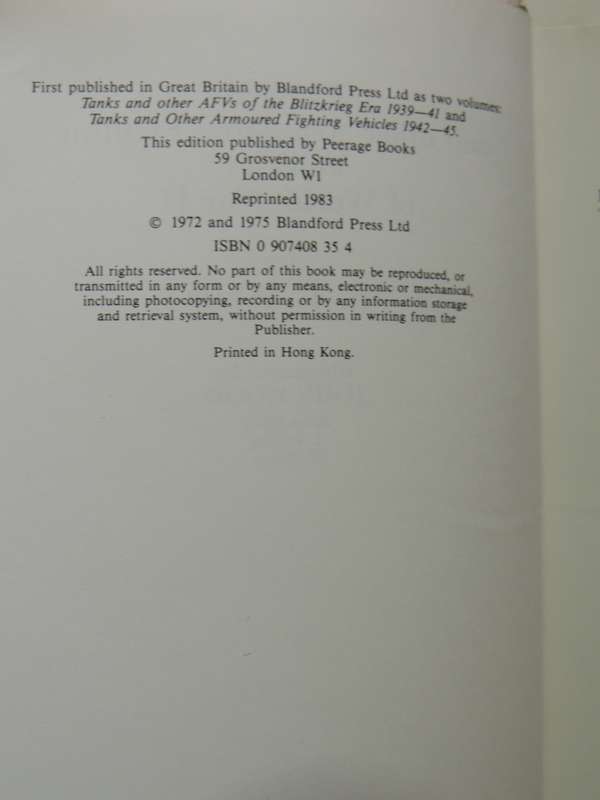 First published in Great Britain by Blandford Press Ltd as two volumes:
Tanks and other AFVs of the Blitzkrieg Era 1939—41 and
Tanks and Other Armoured Fighting Vehicles 1942—45.
This edition published by Peerage Books
59 Grosvenor Street
London W1
Reprinted 1983
© 1972 and 1975 Blandford Press Ltd
ISBN 0 907408 35 4
All rights reserved. No part of this book may be reproduced, or
transmitted in any form or by any means, electronic or mechanical,
including photocopying, recording or by any information storage
and retrieval system, without permission in writing from the
Publisher.
Printed in Hong Kong.